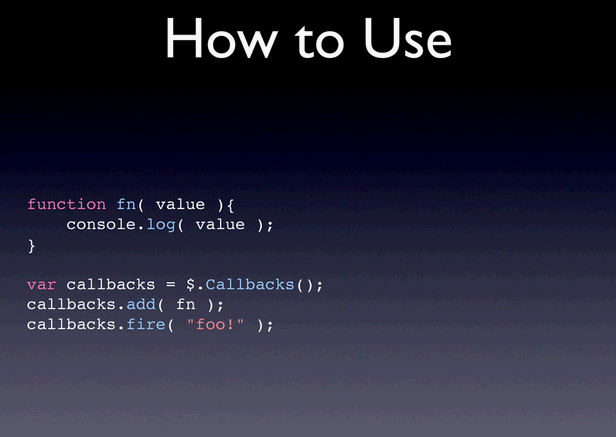 How to Use
function fn( value ){
    console.log( value );
}
var callbacks = $.Callbacks();
callbacks.add( fn );
callbacks.fire( "foo!" );